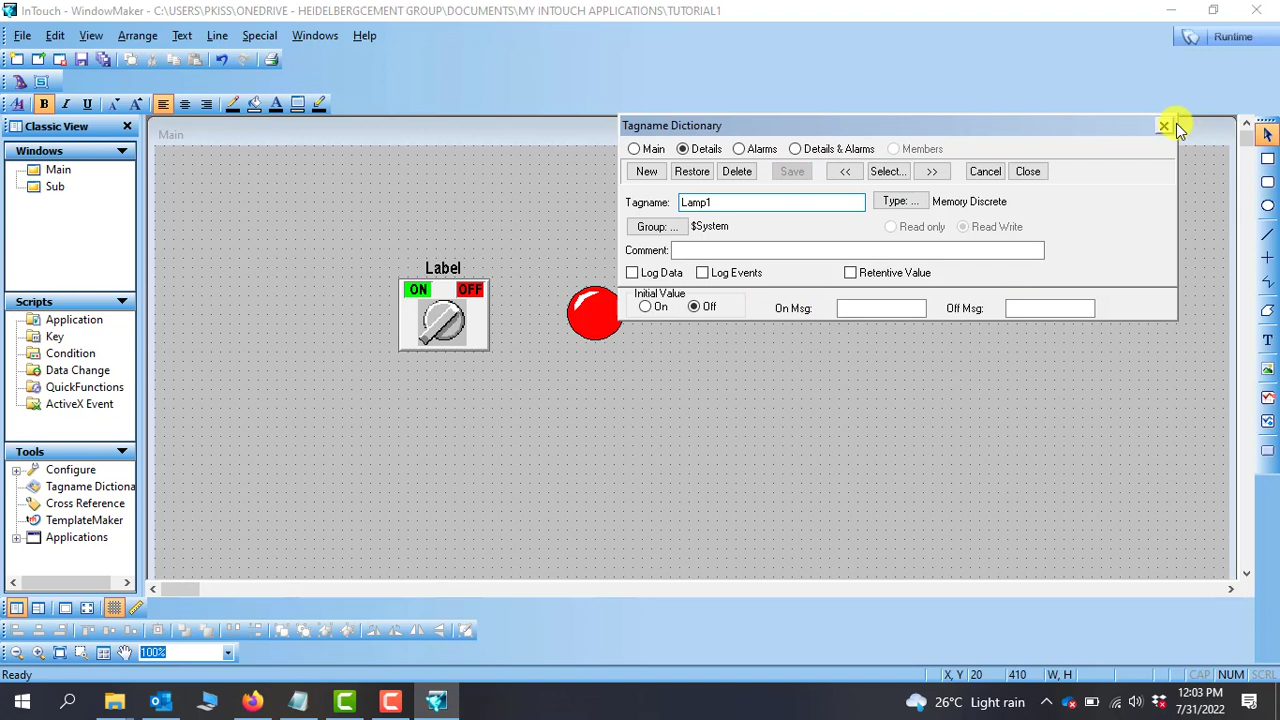 InTouch - WindowMaker - C:\USERS\PKISS\ONEDRIVE - HEIDELBERGCEMENT GROUP\DOCUMENTS\MY INTOUCH APPLICATIONS\TUTORIAL1
File Edit View Arrange Text Line Special Windows Help
Runtime
B I U A A A
Classic View
Windows
Main
Sub
Scripts
Application
Key
Condition
Data Change
QuickFunctions
ActiveX Event
Tools
Configure
Tagname Dictiona
Cross Reference
TemplateMaker
Applications
Main
Label
ON OFF
Tagname Dictionary
Main Details Alarms Details & Alarms Members
New Restore Delete Save << Select... >> Cancel Close
Tagname: Lamp1 Type: ... Memory Discrete
Group: ... $System Read only Read Write
Comment:
Log Data Log Events Retentive Value
Initial Value
On Off On Msg: Off Msg:
100%
Ready X, Y 20 410 W, H CAP NUM SCRL
26°C Light rain
12:03 PM
7/31/2022